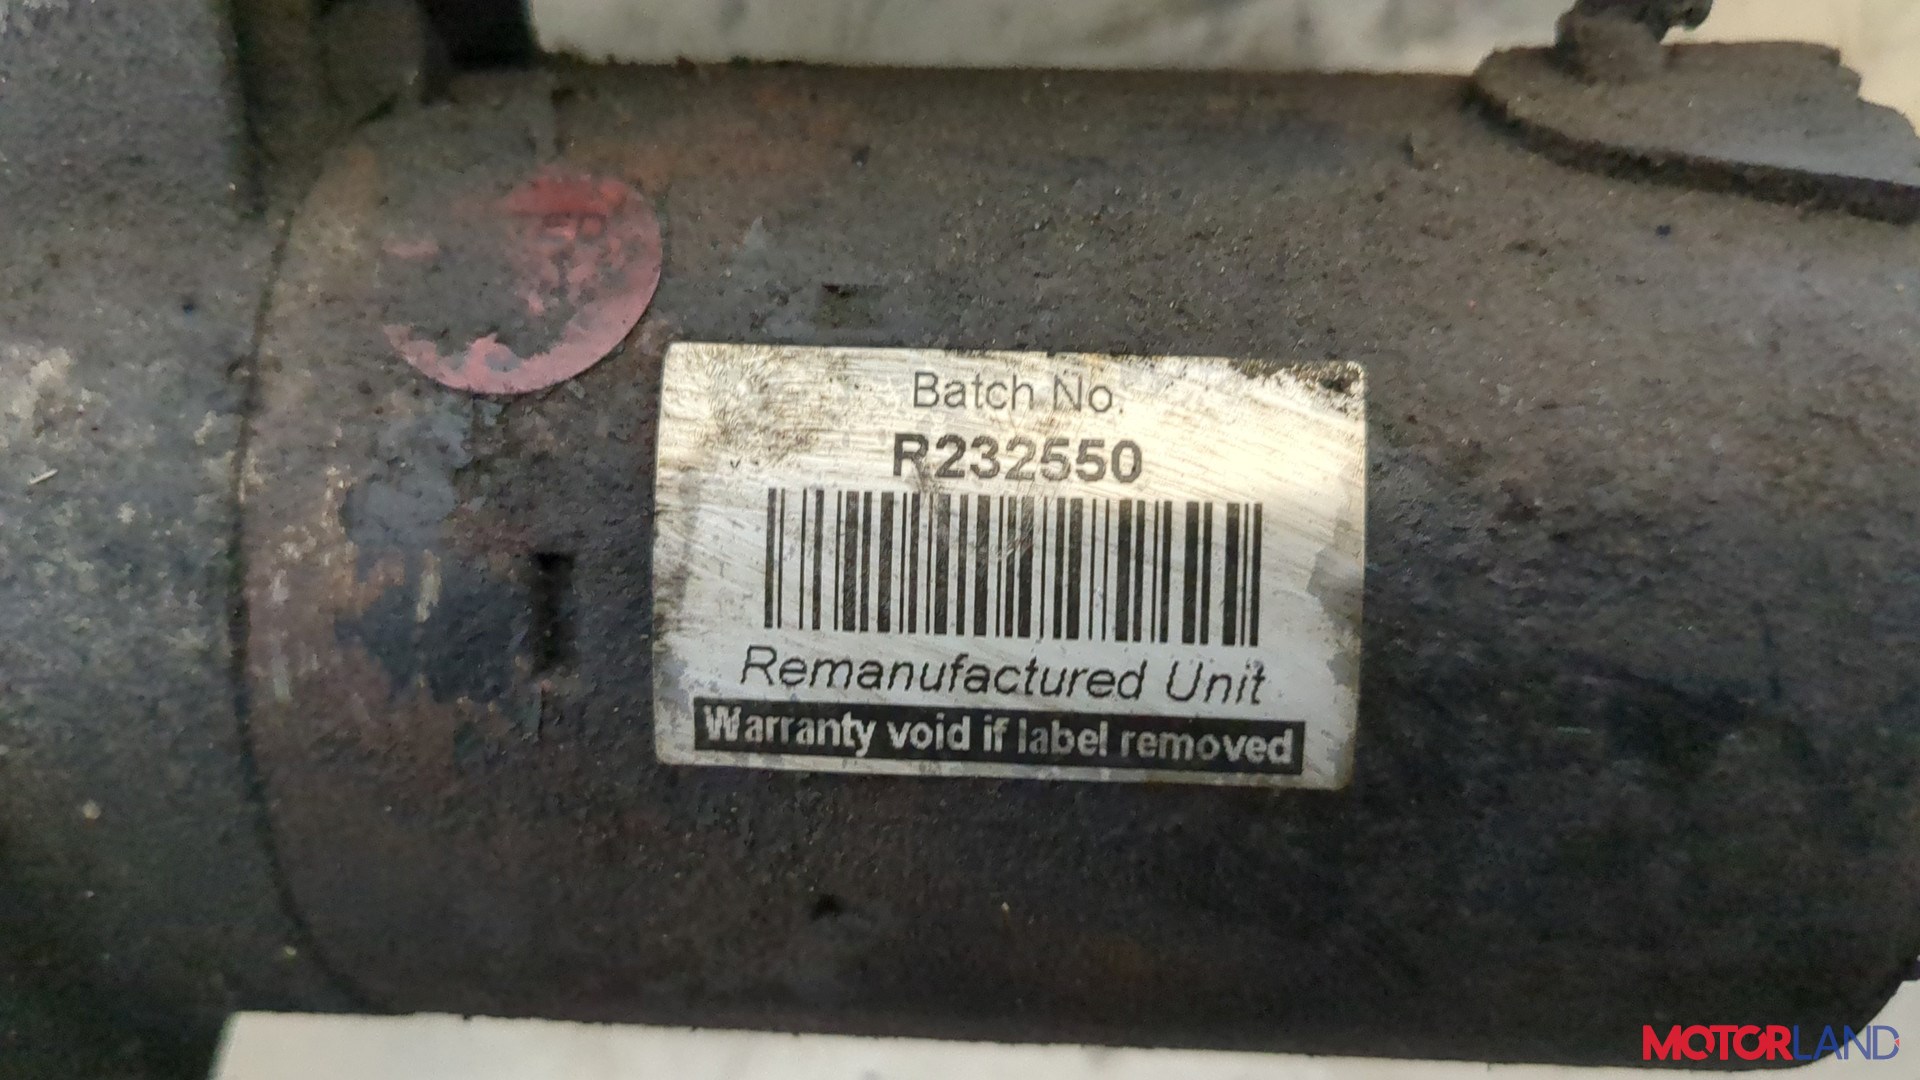 Batch No.
R232550
Remanufactured Unit
Warranty void if label removed
MOTORLAND